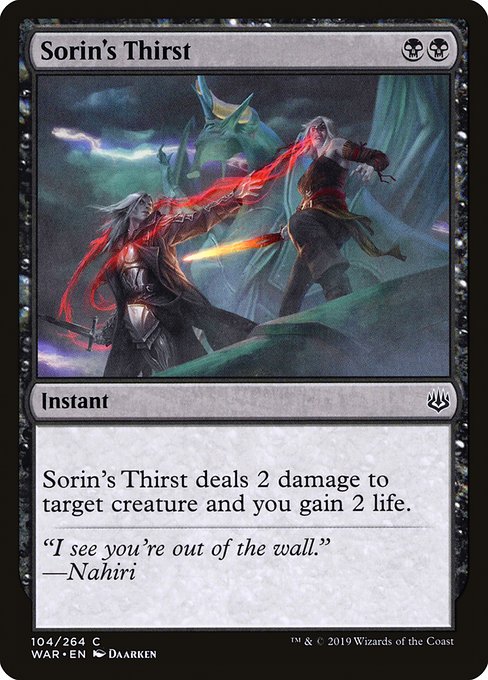 Sorin's Thirst
Instant
Sorin's Thirst deals 2 damage to
target creature and you gain 2 life.
“I see you're out of the wall.”
—Nahiri
104/264 C
WAR • EN Daarken
™ & © 2019 Wizards of the Coast